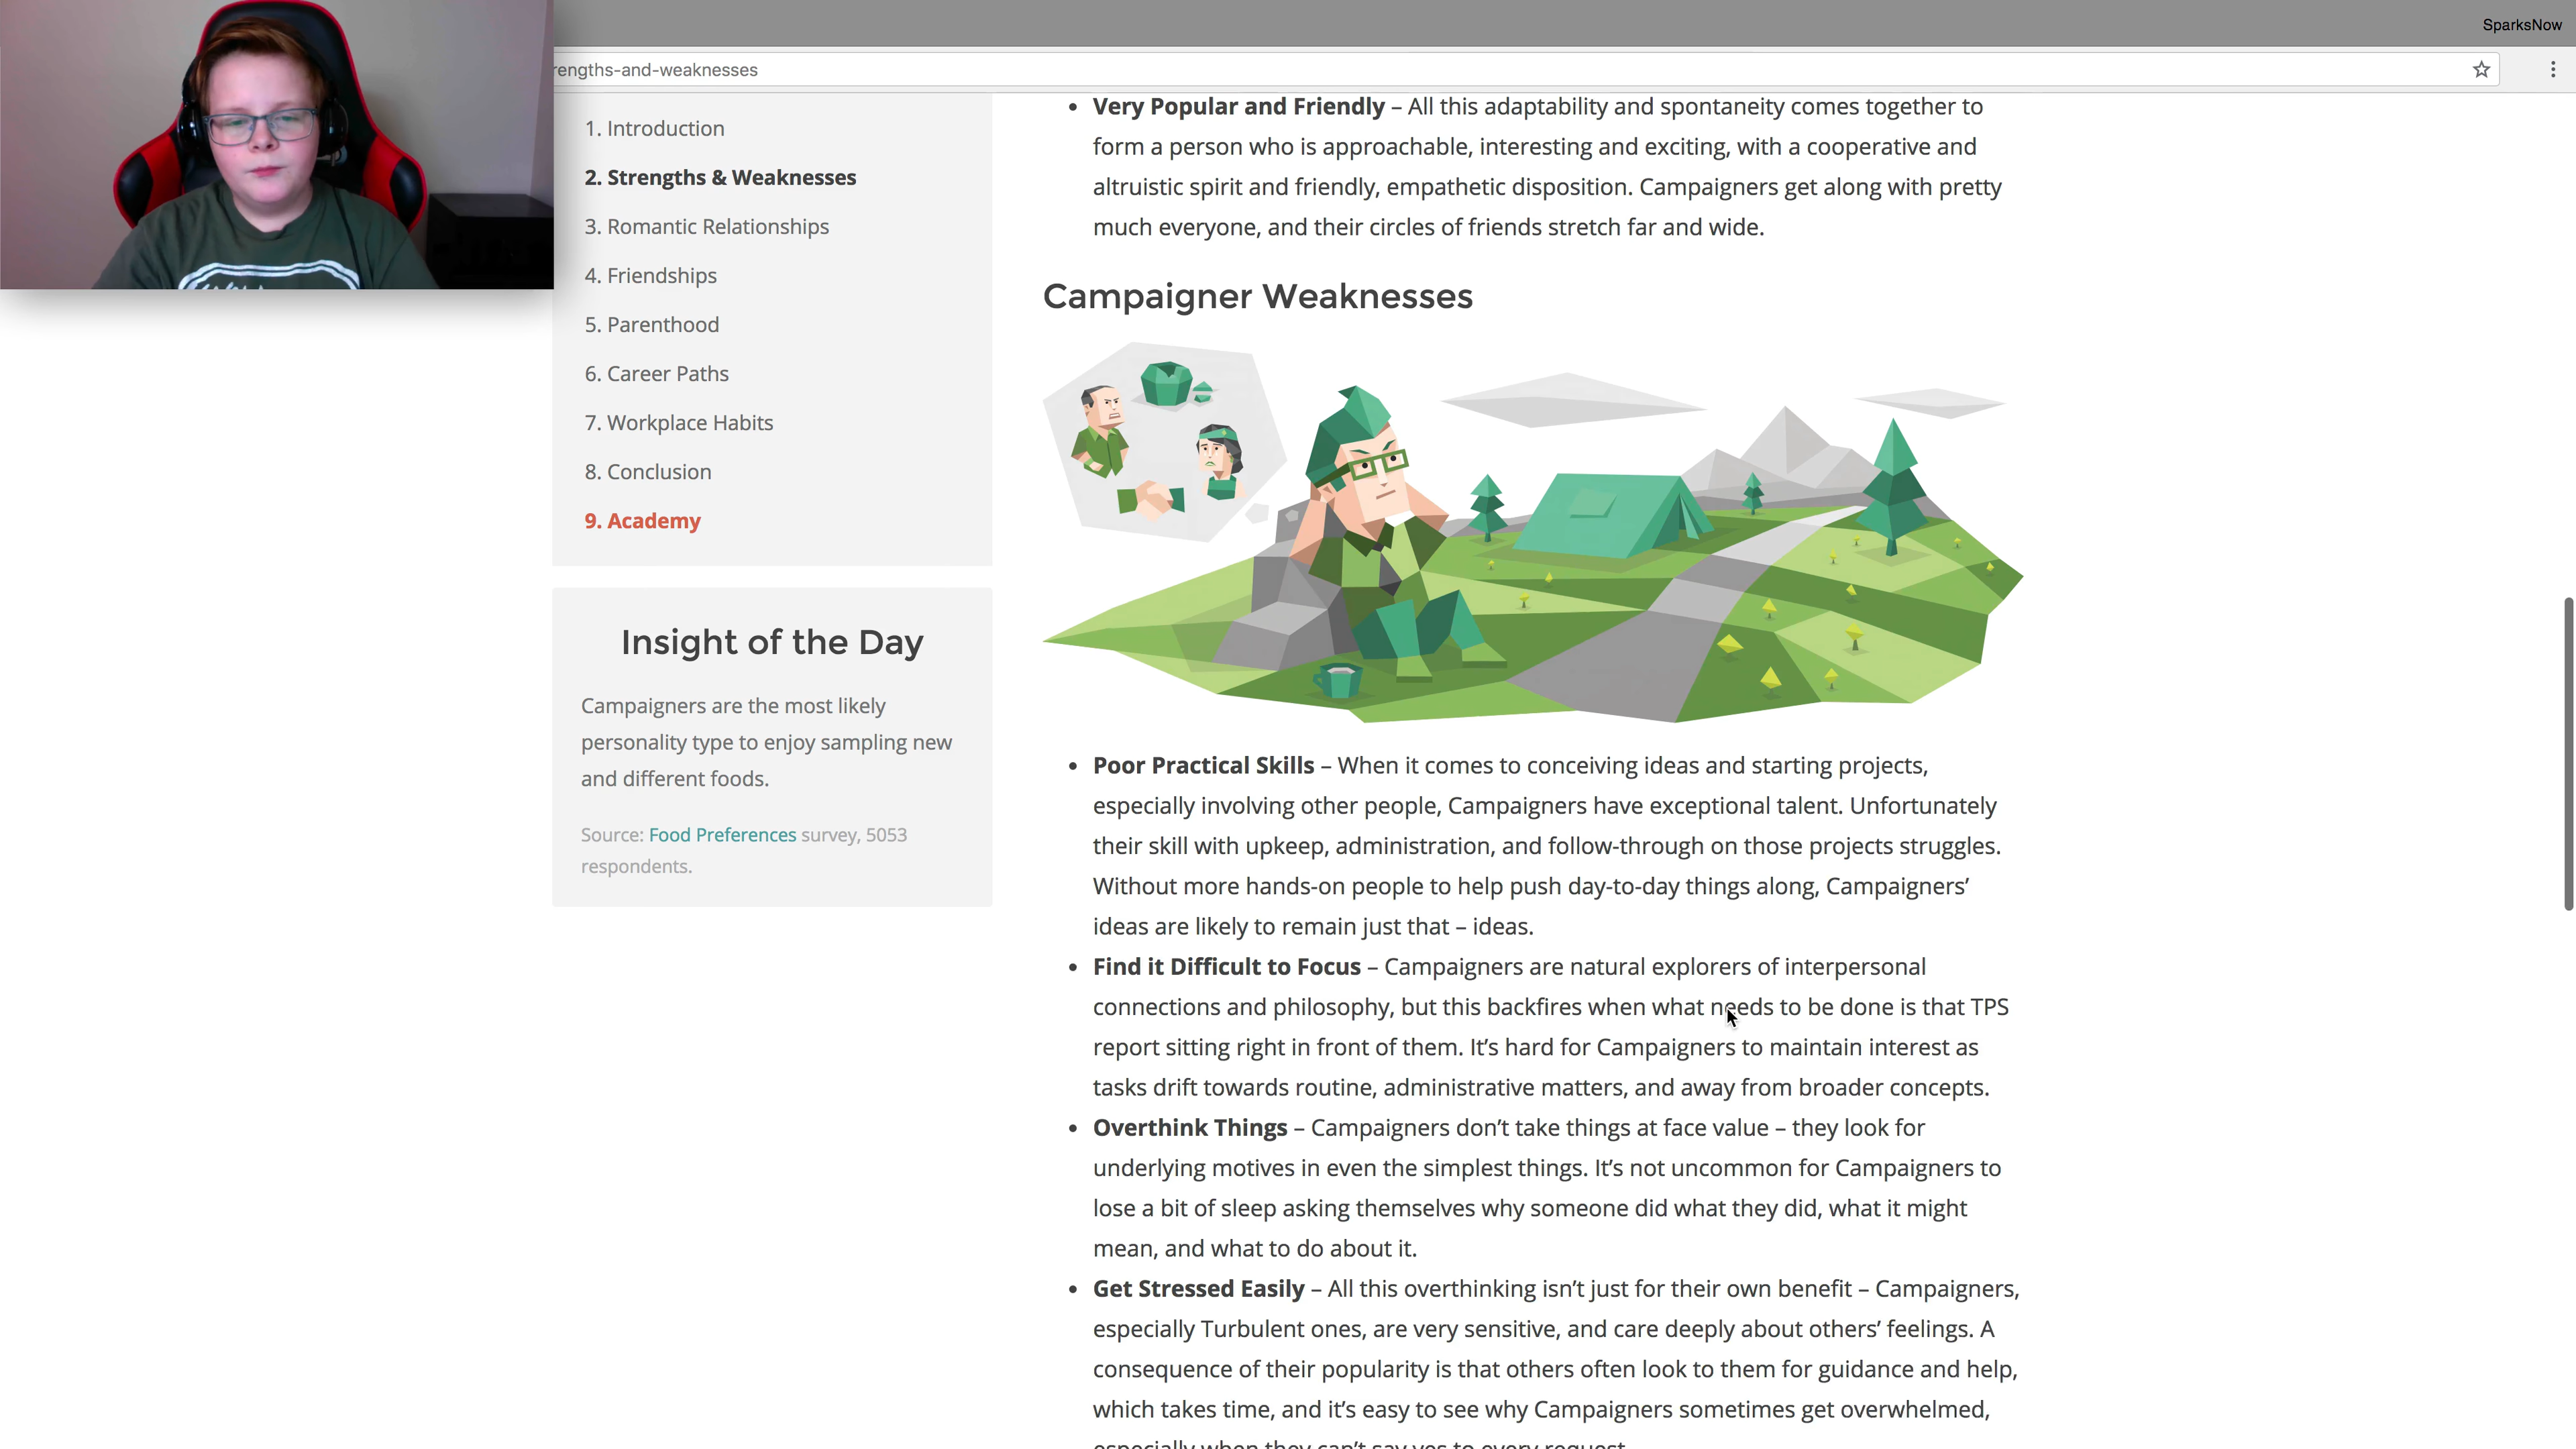 SparksNow
rengths-and-weaknesses
1. Introduction
2. Strengths & Weaknesses
3. Romantic Relationships
4. Friendships
5. Parenthood
6. Career Paths
7. Workplace Habits
8. Conclusion
9. Academy
Insight of the Day
Campaigners are the most likely
personality type to enjoy sampling new
and different foods.
Source: Food Preferences survey, 5053
respondents.
• Very Popular and Friendly – All this adaptability and spontaneity comes together to
form a person who is approachable, interesting and exciting, with a cooperative and
altruistic spirit and friendly, empathetic disposition. Campaigners get along with pretty
much everyone, and their circles of friends stretch far and wide.
Campaigner Weaknesses
• Poor Practical Skills – When it comes to conceiving ideas and starting projects,
especially involving other people, Campaigners have exceptional talent. Unfortunately
their skill with upkeep, administration, and follow-through on those projects struggles.
Without more hands-on people to help push day-to-day things along, Campaigners’
ideas are likely to remain just that – ideas.
• Find it Difficult to Focus – Campaigners are natural explorers of interpersonal
connections and philosophy, but this backfires when what needs to be done is that TPS
report sitting right in front of them. It’s hard for Campaigners to maintain interest as
tasks drift towards routine, administrative matters, and away from broader concepts.
• Overthink Things – Campaigners don’t take things at face value – they look for
underlying motives in even the simplest things. It’s not uncommon for Campaigners to
lose a bit of sleep asking themselves why someone did what they did, what it might
mean, and what to do about it.
• Get Stressed Easily – All this overthinking isn’t just for their own benefit – Campaigners,
especially Turbulent ones, are very sensitive, and care deeply about others’ feelings. A
consequence of their popularity is that others often look to them for guidance and help,
which takes time, and it’s easy to see why Campaigners sometimes get overwhelmed,
especially when they can’t say yes to every request.